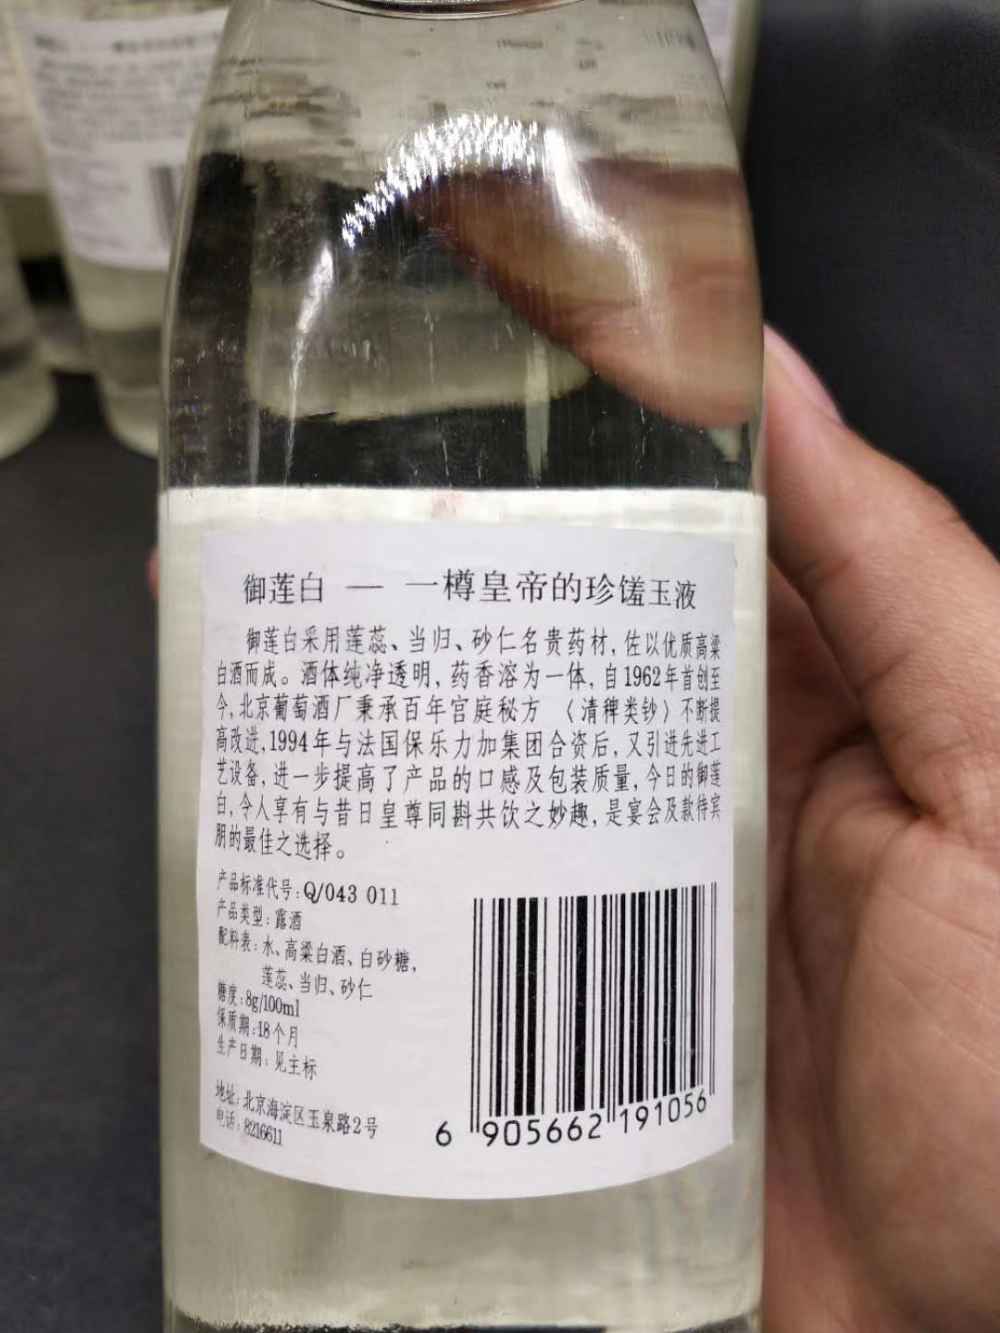 御莲白 — 一樽皇帝的珍馐玉液
御莲白采用莲蕊、当归、砂仁名贵药材, 佐以优质高粱
白酒而成。酒体纯净透明, 药香溶为一体, 自1962年首创至
今, 北京葡萄酒厂秉承百年宫庭秘方 〈清稗类钞〉不断提
高改进, 1994年与法国保乐力加集团合资后, 又引进先进工
艺设备, 进一步提高了产品的口感及包装质量, 今日的御莲
白, 令人享有与昔日皇尊同斟共饮之妙趣, 是宴会及款待宾
朋的最佳之选择。
产品标准代号: Q/043 011
产品类型: 露酒
配料表: 水、高粱白酒、白砂糖,
莲蕊、当归、砂仁
糖度: 8g/100ml
保质期: 18个月
生产日期: 见主标
地址: 北京海淀区玉泉路2号
电话: 8216611
6 905662 191056